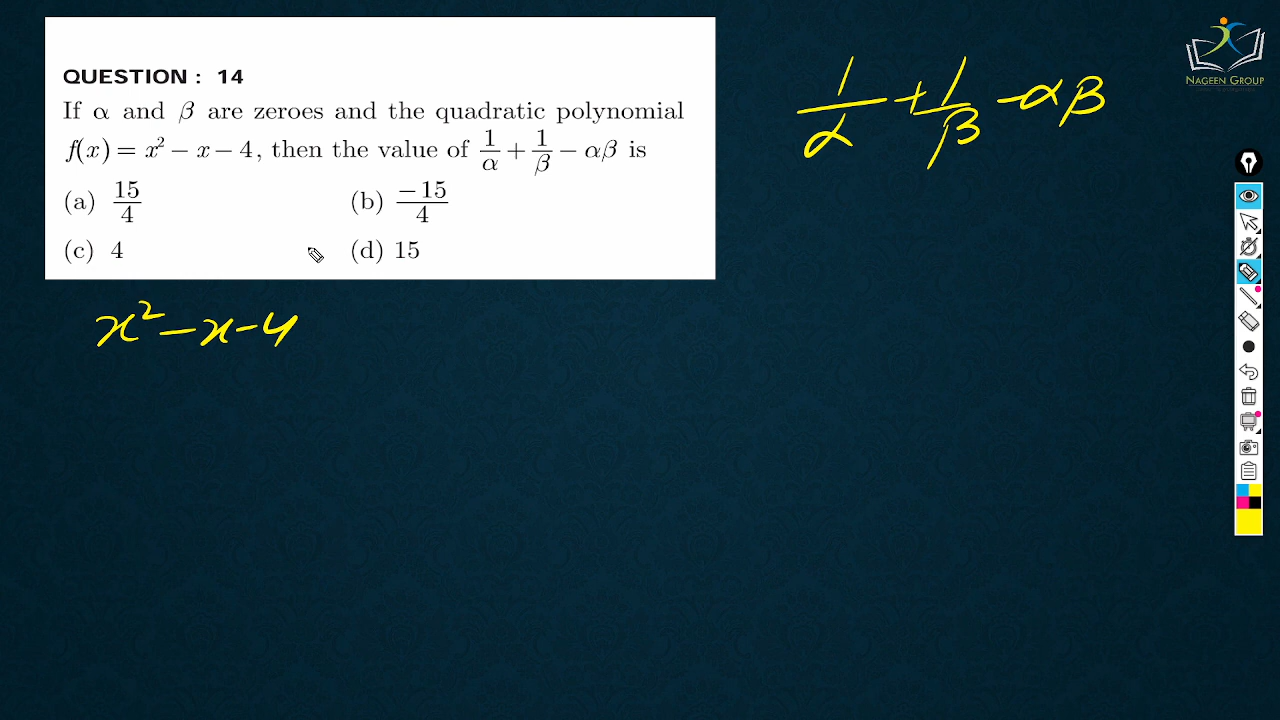 QUESTION : 14
If α and β are zeroes and the quadratic polynomial
f(x) = x² − x − 4, then the value of 1/α + 1/β − αβ is
(a) 15/4 (b) −15/4
(c) 4 (d) 15
1/α + 1/β − αβ
x² − x − 4
NAGEEN GROUP